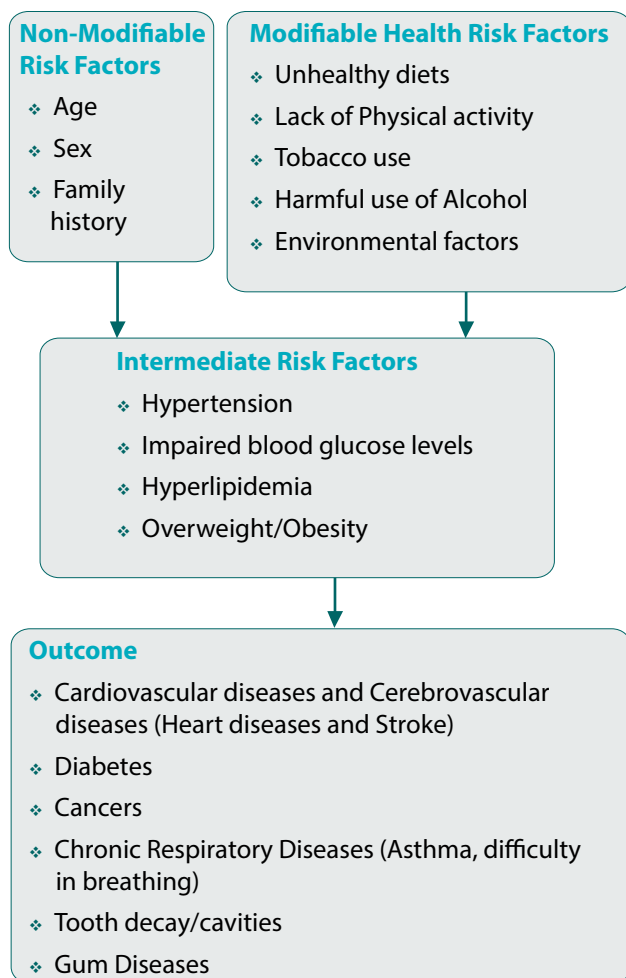 Non-Modifiable
Risk Factors
❖ Age
❖ Sex
❖ Family
history
Modifiable Health Risk Factors
❖ Unhealthy diets
❖ Lack of Physical activity
❖ Tobacco use
❖ Harmful use of Alcohol
❖ Environmental factors
Intermediate Risk Factors
❖ Hypertension
❖ Impaired blood glucose levels
❖ Hyperlipidemia
❖ Overweight/Obesity
Outcome
❖ Cardiovascular diseases and Cerebrovascular
diseases (Heart diseases and Stroke)
❖ Diabetes
❖ Cancers
❖ Chronic Respiratory Diseases (Asthma, difficulty
in breathing)
❖ Tooth decay/cavities
❖ Gum Diseases